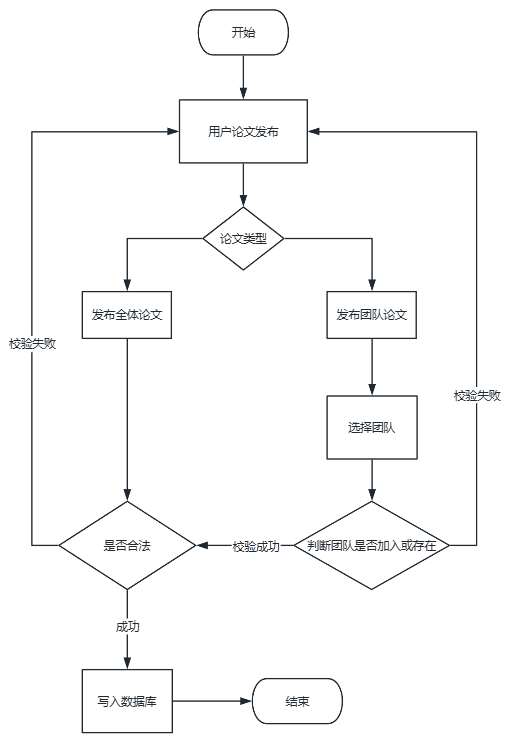 开始
用户论文发布
论文类型
发布全体论文
发布团队论文
校验失败
校验失败
选择团队
是否合法
校验成功
判断团队是否加入或存在
成功
写入数据库
结束